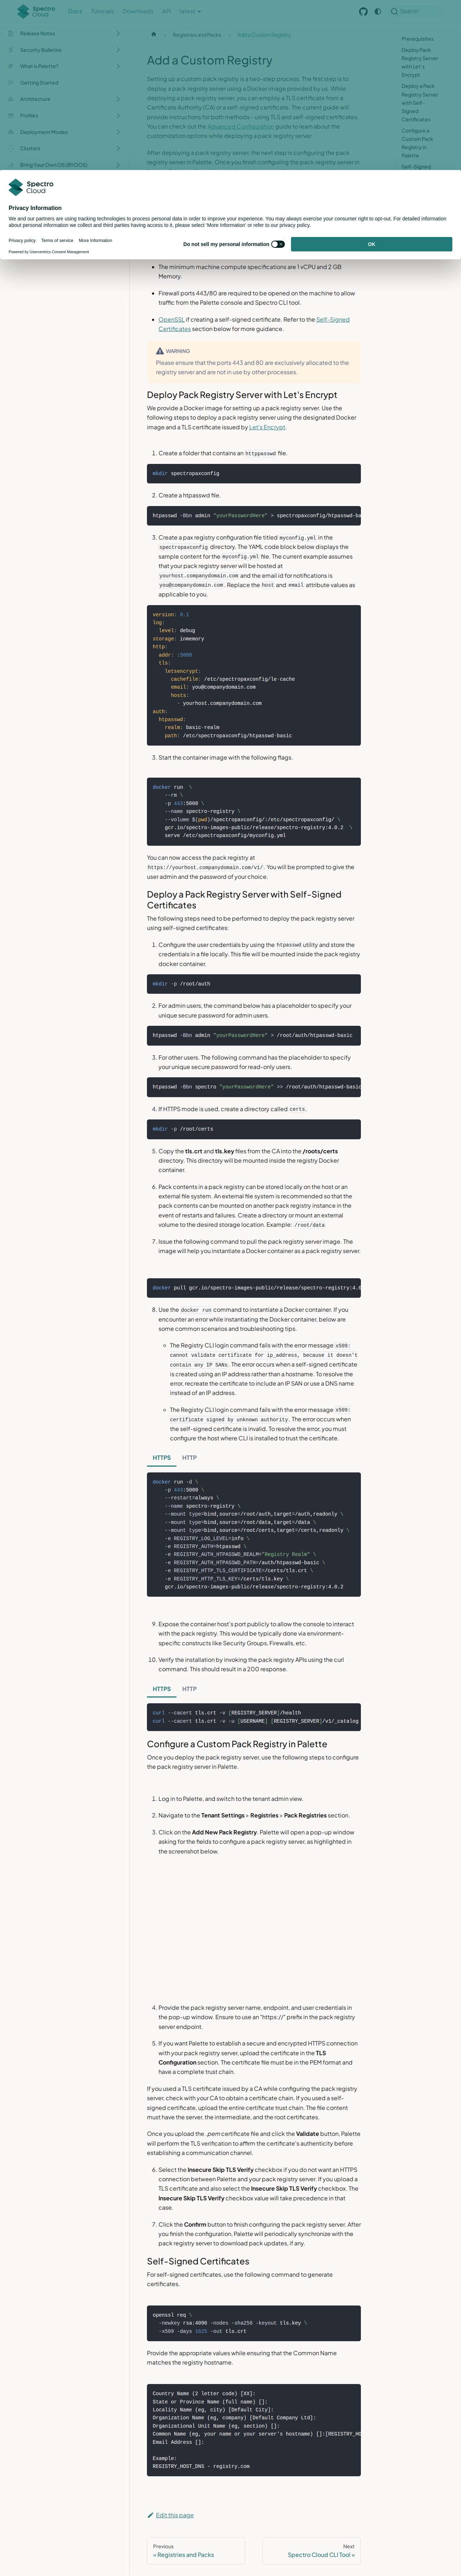 Spectro Cloud
Docs
Tutorials
Downloads
API
latest
Search
Release Notes
Security Bulletins
What is Palette?
Getting Started
Architecture
Profiles
Deployment Modes
Clusters
Bring Your Own OS (BYOOS)
Registries and Packs
Add a Custom Registry
Add a Custom Registry
Setting up a custom registry is a two-step process. The first step is to
deploy a pack registry server using a Docker image provided by us. While
deploying a pack registry server, you can employ a TLS certificate from a
Certificate Authority (CA) or a self-signed certificate. This guide covers
instructions for both methods - using TLS and self-signed certificates.
You can check out the Advanced Configuration guide to learn about the
customization options while deploying a pack registry server.
After deploying a pack registry server, the next step is configuring the pack
registry server in Palette. Once you finish configuring the pack registry server in
Prerequisites
Deploy Pack
Registry Server
with Let's
Encrypt
Deploy a Pack
Registry Server
with Self-
Signed
Certificates
Configure a
Custom Pack
Registry in
Palette
Self-Signed
Spectro Cloud
Privacy Information
We and our partners are using tracking technologies to process personal data in order to improve your experience. You may always exercise your consumer right to opt-out. For detailed information
about personal information we collect and third parties having access to it, please select 'More Information' or refer to our privacy policy.
Privacy policy
Terms of service
More Information
Powered by Usercentrics Consent Management
Do not sell my personal information
OK
The minimum machine compute specifications are 1 vCPU and 2 GB
Memory.
Firewall ports 443/80 are required to be opened on the machine to allow
traffic from the Palette console and Spectro CLI tool.
OpenSSL if creating a self-signed certificate. Refer to the Self-Signed
Certificates section below for more guidance.
WARNING
Please ensure that the ports 443 and 80 are exclusively allocated to the
registry server and are not in use by other processes.
Deploy Pack Registry Server with Let's Encrypt
We provide a Docker image for setting up a pack registry server. Use the
following steps to deploy a pack registry server using the designated Docker
image and a TLS certificate issued by Let's Encrypt.
1. Create a folder that contains an httppasswd file.
mkdir spectropaxconfig
2. Create a htpasswd file.
htpasswd -Bbn admin "yourPasswordHere" > spectropaxconfig/htpasswd-ba
3. Create a pax registry configuration file titled myconfig.yml in the
spectropaxconfig directory. The YAML code block below displays the
sample content for the myconfig.yml file. The current example assumes
that your pack registry server will be hosted at
yourhost.companydomain.com and the email id for notifications is
you@companydomain.com. Replace the host and email attribute values as
applicable to you.
version: 0.1
log:
level: debug
storage: inmemory
http:
addr: :5000
tls:
letsencrypt:
cachefile: /etc/spectropaxconfig/le-cache
email: you@companydomain.com
hosts:
- yourhost.companydomain.com
auth:
htpasswd:
realm: basic-realm
path: /etc/spectropaxconfig/htpasswd-basic
3. Start the container image with the following flags.
docker run \
--rm \
-p 443:5000 \
--name spectro-registry \
--volume $(pwd)/spectropaxconfig/:/etc/spectropaxconfig/ \
gcr.io/spectro-images-public/release/spectro-registry:4.0.2 \
serve /etc/spectropaxconfig/myconfig.yml
You can now access the pack registry at
https://yourhost.companydomain.com/v1/. You will be prompted to give the
user admin and the password of your choice.
Deploy a Pack Registry Server with Self-Signed
Certificates
The following steps need to be performed to deploy the pack registry server
using self-signed certificates:
1. Configure the user credentials by using the htpasswd utility and store the
credentials in a file locally. This file will be mounted inside the pack registry
docker container.
mkdir -p /root/auth
2. For admin users, the command below has a placeholder to specify your
unique secure password for admin users.
htpasswd -Bbn admin "yourPasswordHere" > /root/auth/htpasswd-basic
3. For other users. The following command has the placeholder to specify
your unique secure password for read-only users.
htpasswd -Bbn spectro "yourPasswordHere" >> /root/auth/htpasswd-basic
4. If HTTPS mode is used, create a directory called certs.
mkdir -p /root/certs
5. Copy the tls.crt and tls.key files from the CA into the /roots/certs
directory. This directory will be mounted inside the registry Docker
container.
6. Pack contents in a pack registry can be stored locally on the host or an
external file system. An external file system is recommended so that the
pack contents can be mounted on another pack registry instance in the
event of restarts and failures. Create a directory or mount an external
volume to the desired storage location. Example: /root/data
7. Issue the following command to pull the pack registry server image. The
image will help you instantiate a Docker container as a pack registry server.
docker pull gcr.io/spectro-images-public/release/spectro-registry:4.0
8. Use the docker run command to instantiate a Docker container. If you
encounter an error while instantiating the Docker container, below are
some common scenarios and troubleshooting tips.
The Registry CLI login command fails with the error message x509:
cannot validate certificate for ip_address, because it doesn't
contain any IP SANs. The error occurs when a self-signed certificate
is created using an IP address rather than a hostname. To resolve the
error, recreate the certificate to include an IP SAN or use a DNS name
instead of an IP address.
The Registry CLI login command fails with the error message x509:
certificate signed by unknown authority. The error occurs when
the self-signed certificate is invalid. To resolve the error, you must
configure the host where CLI is installed to trust the certificate.
HTTPS
HTTP
docker run -d \
-p 443:5000 \
--restart=always \
--name spectro-registry \
--mount type=bind,source=/root/auth,target=/auth,readonly \
--mount type=bind,source=/root/data,target=/data \
--mount type=bind,source=/root/certs,target=/certs,readonly \
-e REGISTRY_LOG_LEVEL=info \
-e REGISTRY_AUTH=htpasswd \
-e REGISTRY_AUTH_HTPASSWD_REALM="Registry Realm" \
-e REGISTRY_AUTH_HTPASSWD_PATH=/auth/htpasswd-basic \
-e REGISTRY_HTTP_TLS_CERTIFICATE=/certs/tls.crt \
-e REGISTRY_HTTP_TLS_KEY=/certs/tls.key \
gcr.io/spectro-images-public/release/spectro-registry:4.0.2
9. Expose the container host's port publicly to allow the console to interact
with the pack registry. This would be typically done via environment-
specific constructs like Security Groups, Firewalls, etc.
10. Verify the installation by invoking the pack registry APIs using the curl
command. This should result in a 200 response.
HTTPS
HTTP
curl --cacert tls.crt -v [REGISTRY_SERVER]/health
curl --cacert tls.crt -v -u [USERNAME] [REGISTRY_SERVER]/v1/_catalog
Configure a Custom Pack Registry in Palette
Once you deploy the pack registry server, use the following steps to configure
the pack registry server in Palette.
1. Log in to Palette, and switch to the tenant admin view.
2. Navigate to the Tenant Settings > Registries > Pack Registries section.
3. Click on the Add New Pack Registry. Palette will open a pop-up window
asking for the fields to configure a pack registry server, as highlighted in
the screenshot below.
4. Provide the pack registry server name, endpoint, and user credentials in
the pop-up window. Ensure to use an "https://" prefix in the pack registry
server endpoint.
5. If you want Palette to establish a secure and encrypted HTTPS connection
with your pack registry server, upload the certificate in the TLS
Configuration section. The certificate file must be in the PEM format and
have a complete trust chain.
If you used a TLS certificate issued by a CA while configuring the pack registry
server, check with your CA to obtain a certificate chain. If you used a self-
signed certificate, upload the entire certificate trust chain. The file content
must have the server, the intermediate, and the root certificates.
Once you upload the .pem certificate file and click the Validate button, Palette
will perform the TLS verification to affirm the certificate's authenticity before
establishing a communication channel.
6. Select the Insecure Skip TLS Verify checkbox if you do not want an HTTPS
connection between Palette and your pack registry server. If you upload a
TLS certificate and also select the Insecure Skip TLS Verify checkbox. The
Insecure Skip TLS Verify checkbox value will take precedence in that
case.
7. Click the Confirm button to finish configuring the pack registry server. After
you finish the configuration, Palette will periodically synchronize with the
pack registry server to download pack updates, if any.
Self-Signed Certificates
For self-signed certificates, use the following command to generate
certificates.
openssl req \
-newkey rsa:4096 -nodes -sha256 -keyout tls.key \
-x509 -days 1825 -out tls.crt
Provide the appropriate values while ensuring that the Common Name
matches the registry hostname.
Country Name (2 letter code) [XX]:
State or Province Name (full name) []:
Locality Name (eg, city) [Default City]:
Organization Name (eg, company) [Default Company Ltd]:
Organizational Unit Name (eg, section) []:
Common Name (eg, your name or your server's hostname) []:[REGISTRY_HO
Email Address []:
Example:
REGISTRY_HOST_DNS - registry.com
Edit this page
Previous
« Registries and Packs
Next
Spectro Cloud CLI Tool »